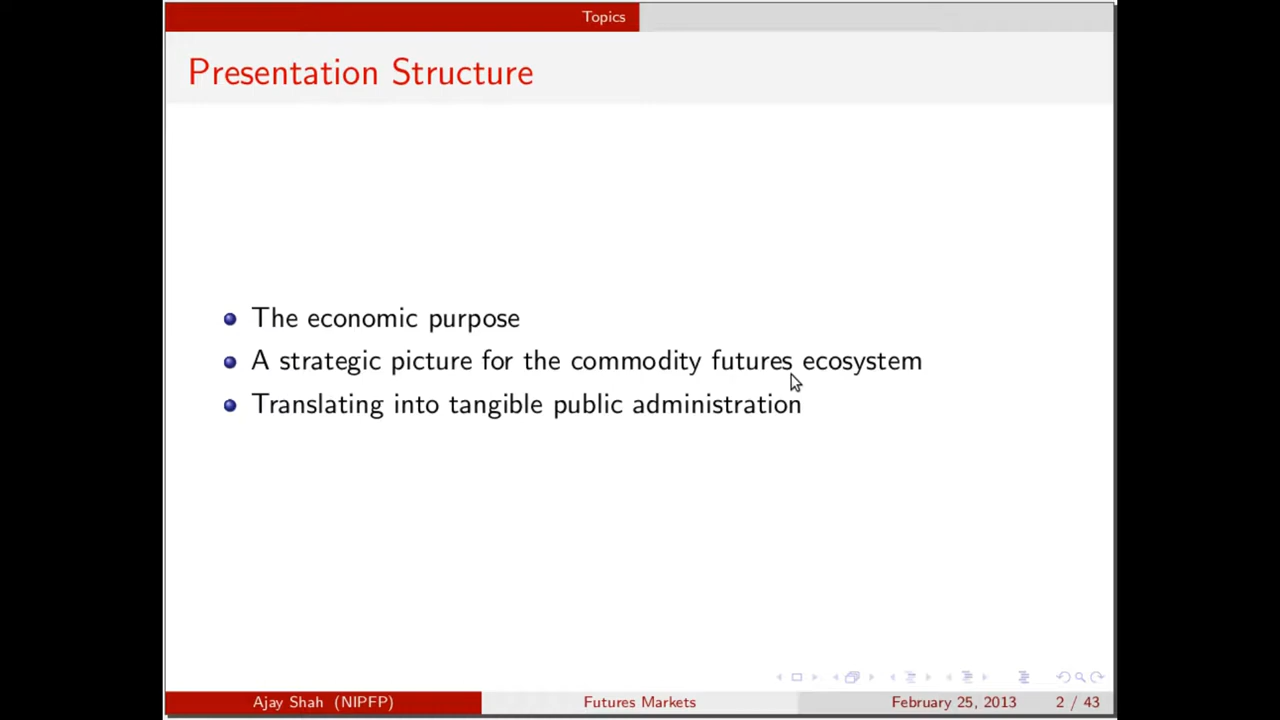 Topics
Presentation Structure
The economic purpose
A strategic picture for the commodity futures ecosystem
Translating into tangible public administration
Ajay Shah (NIPFP) Futures Markets February 25, 2013 2 / 43